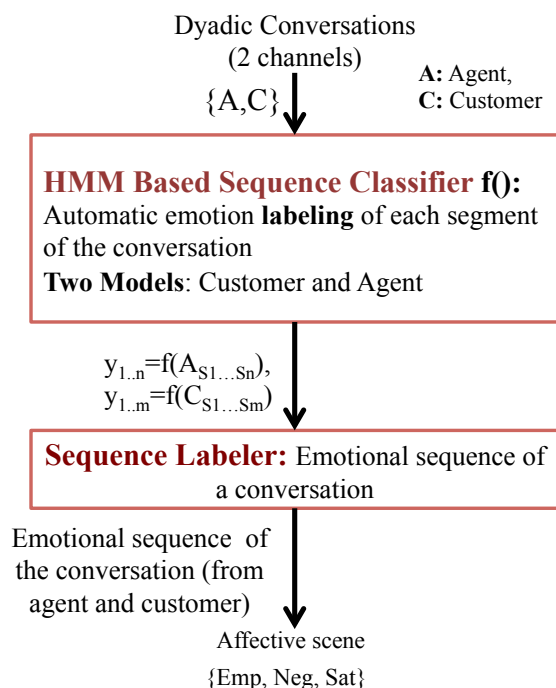 Dyadic Conversations
(2 channels)
A: Agent,
C: Customer
{A,C}
HMM Based Sequence Classifier f():
Automatic emotion labeling of each segment
of the conversation
Two Models: Customer and Agent
y1..n=f(AS1...Sn),
y1..m=f(CS1...Sm)
Sequence Labeler: Emotional sequence of
a conversation
Emotional sequence of
the conversation (from
agent and customer)
Affective scene
{Emp, Neg, Sat}